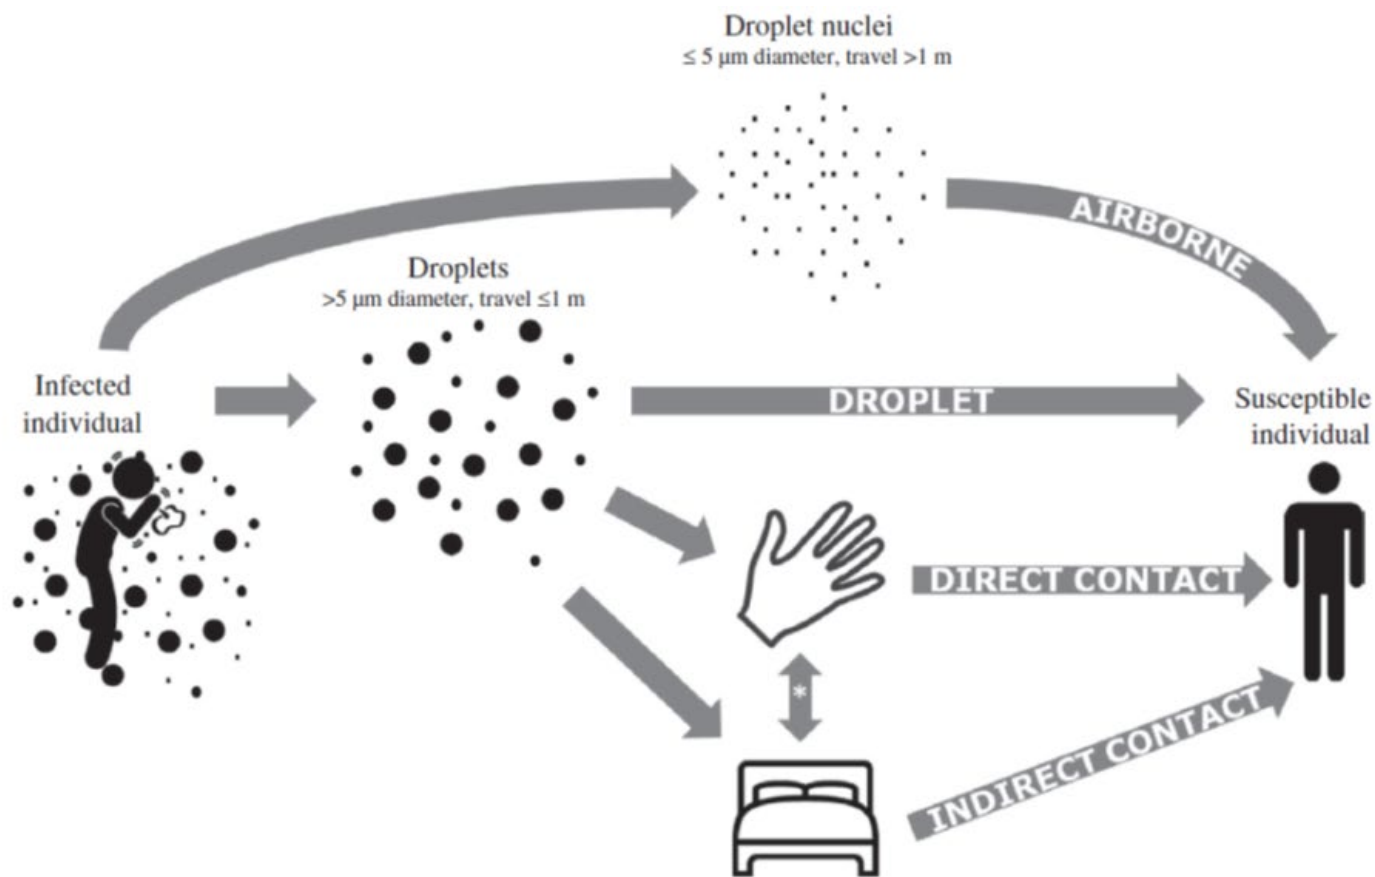 Droplet nuclei
≤ 5 µm diameter, travel >1 m
AIRBORNE
Droplets
>5 µm diameter, travel ≤1 m
Infected
individual
DROPLET
Susceptible
individual
DIRECT CONTACT
*
INDIRECT CONTACT